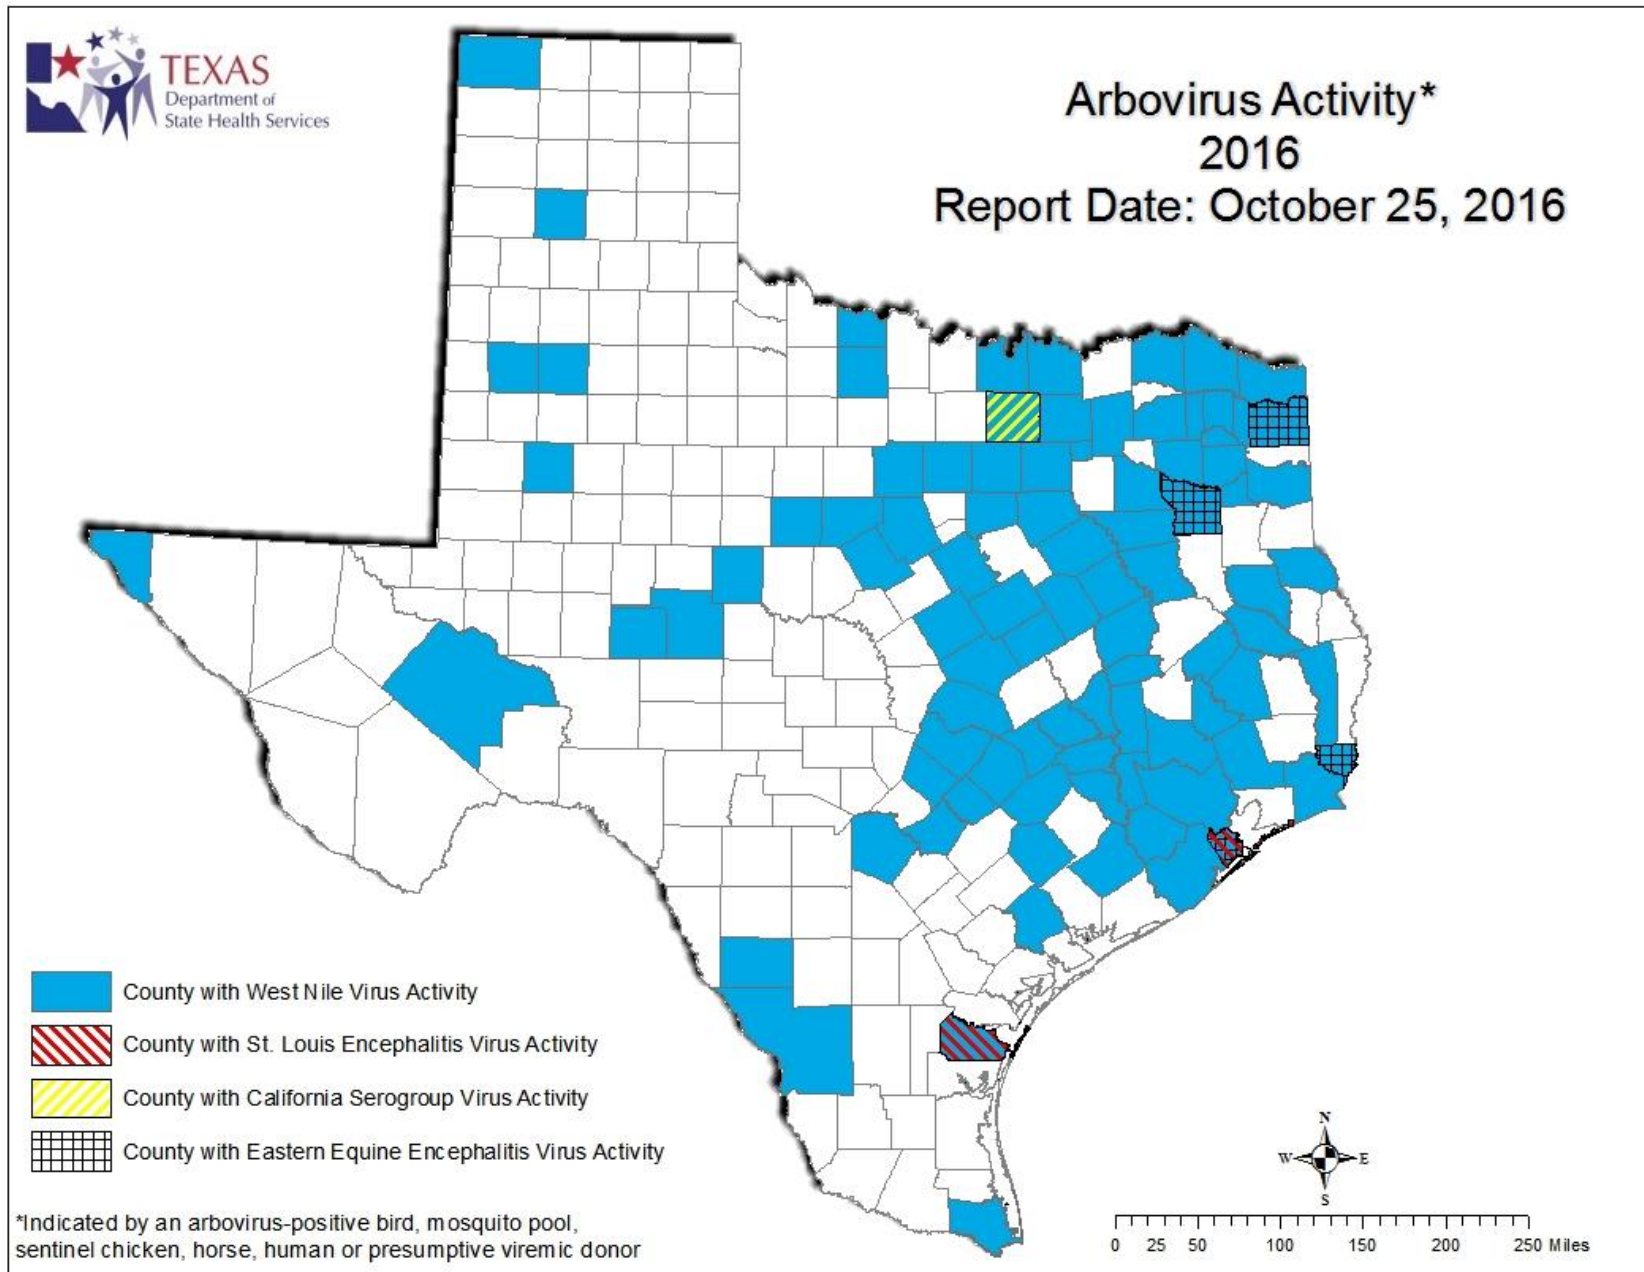 TEXAS
Department of
State Health Services
Arbovirus Activity*
2016
Report Date: October 25, 2016
County with West Nile Virus Activity
County with St. Louis Encephalitis Virus Activity
County with California Serogroup Virus Activity
County with Eastern Equine Encephalitis Virus Activity
*Indicated by an arbovirus-positive bird, mosquito pool,
sentinel chicken, horse, human or presumptive viremic donor
N
W E
S
0 25 50 100 150 200 250 Miles